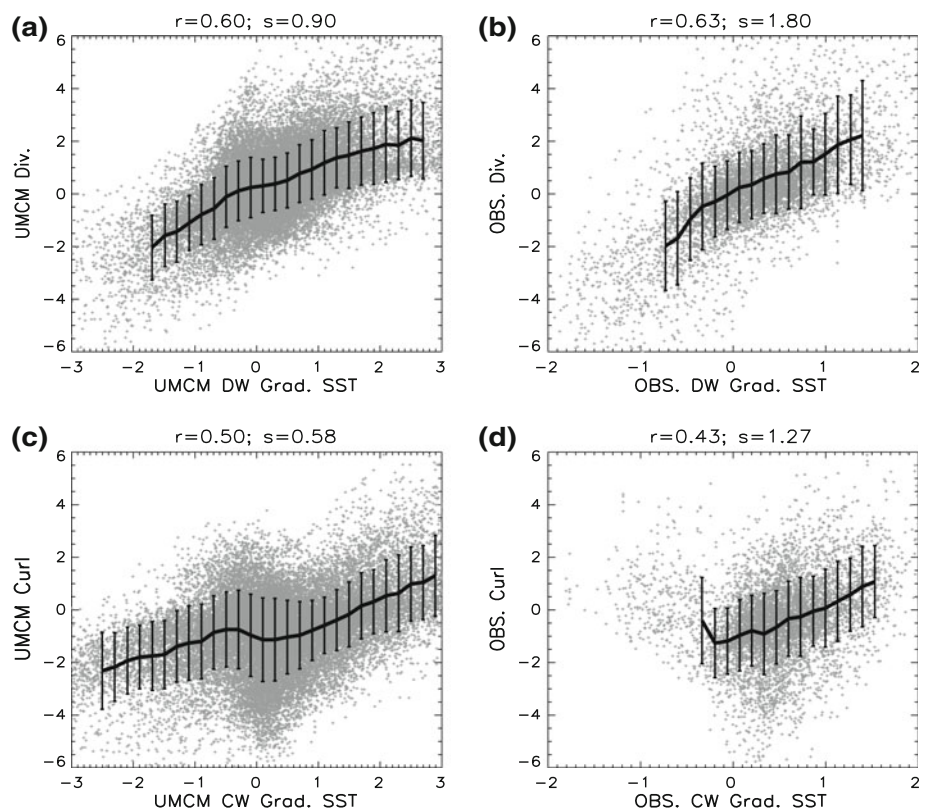 (a)
r=0.60; s=0.90
6
4
2
0
−2
−4
−6
UMCM Div.
−3 −2 −1 0 1 2 3
UMCM DW Grad. SST
(b)
r=0.63; s=1.80
6
4
2
0
−2
−4
−6
OBS. Div.
−2 −1 0 1 2
OBS. DW Grad. SST
(c)
r=0.50; s=0.58
6
4
2
0
−2
−4
−6
UMCM Curl
−3 −2 −1 0 1 2 3
UMCM CW Grad. SST
(d)
r=0.43; s=1.27
6
4
2
0
−2
−4
−6
OBS. Curl
−2 −1 0 1 2
OBS. CW Grad. SST